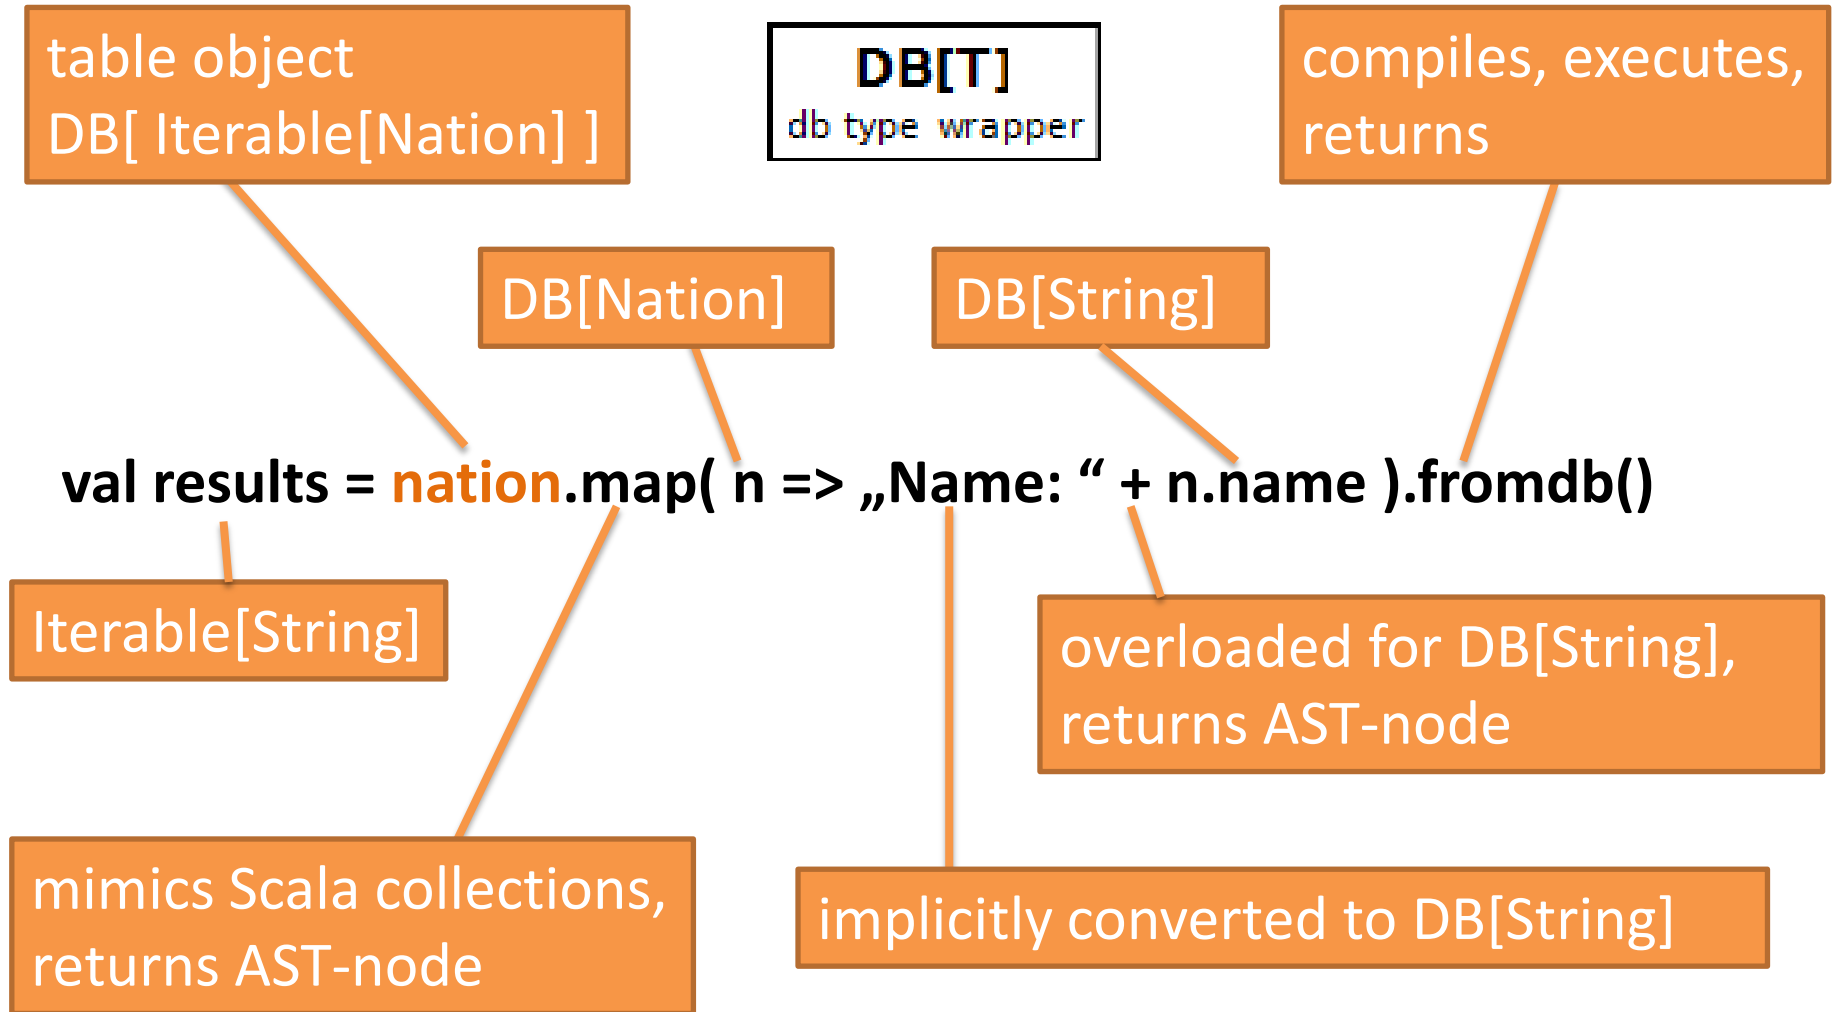 table object
DB[ Iterable[Nation] ]
DB[T]
db type wrapper
compiles, executes,
returns
DB[Nation]
DB[String]
val results = nation.map( n => „Name: “ + n.name ).fromdb()
Iterable[String]
overloaded for DB[String],
returns AST-node
mimics Scala collections,
returns AST-node
implicitly converted to DB[String]